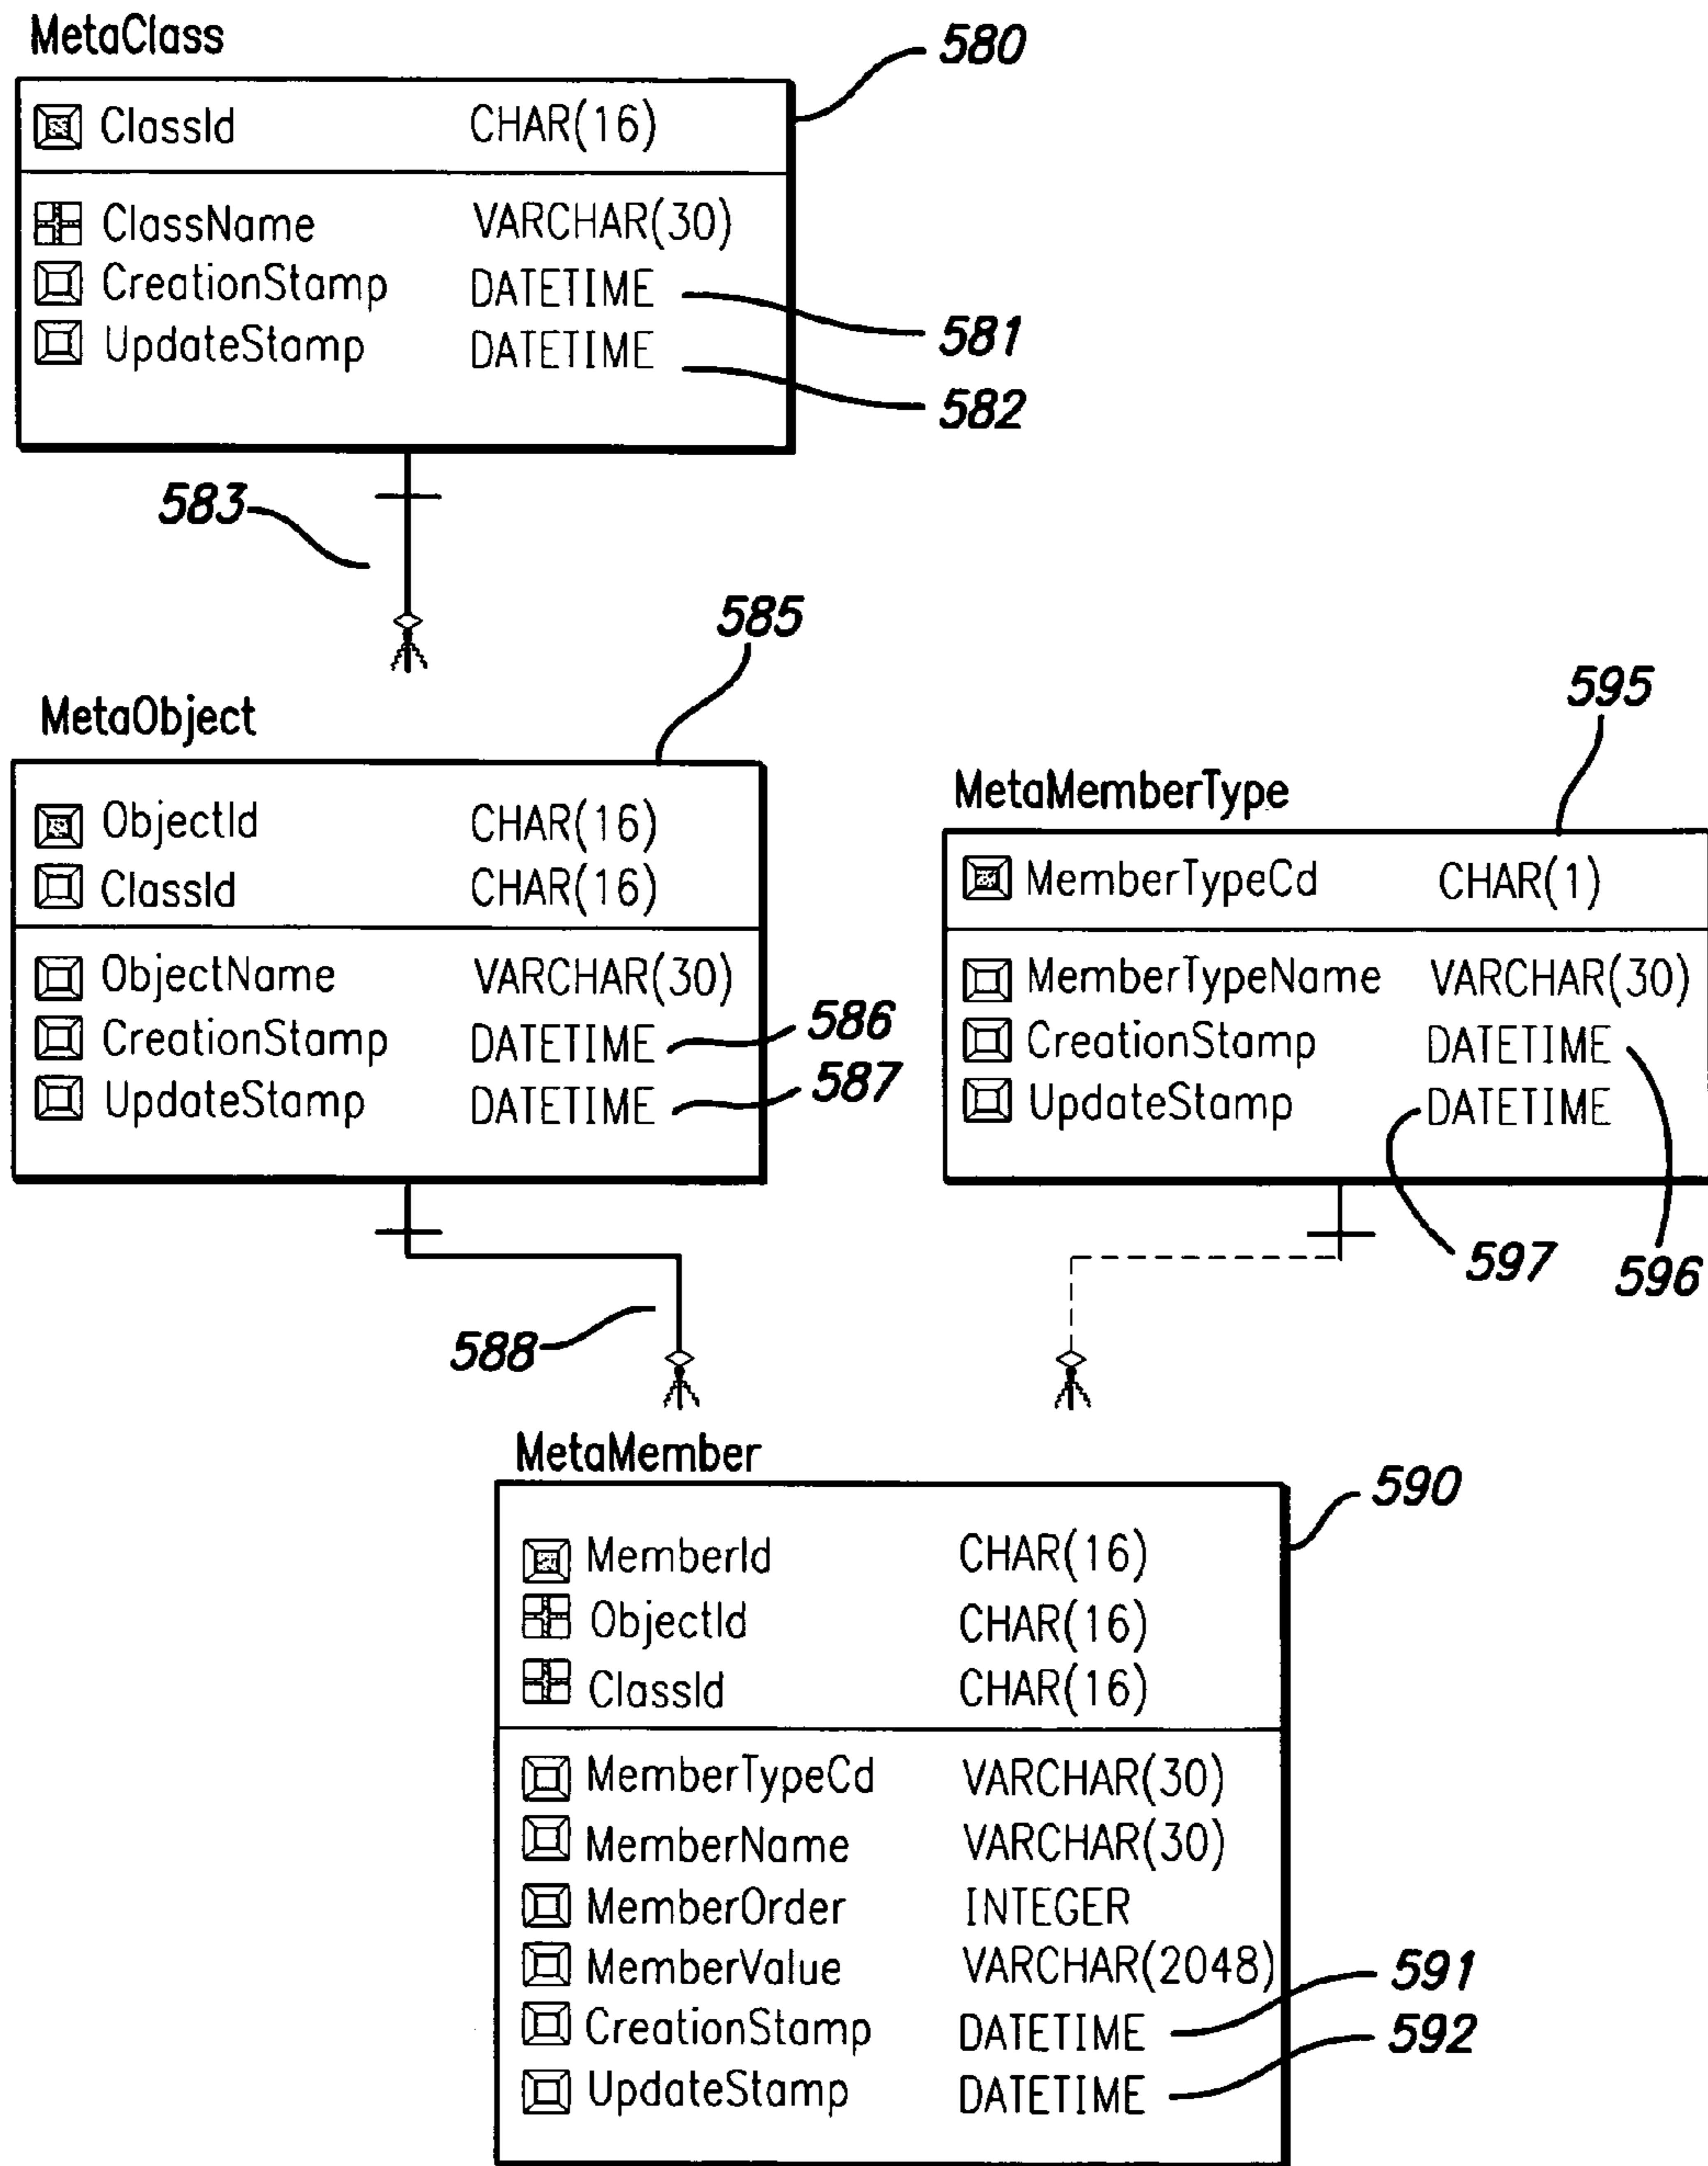 MetaClass
580
ClassId CHAR(16)
ClassName VARCHAR(30)
CreationStamp DATETIME
581
UpdateStamp DATETIME
582
583
585
MetaObject
ObjectId CHAR(16)
ClassId CHAR(16)
ObjectName VARCHAR(30)
CreationStamp DATETIME 586
UpdateStamp DATETIME 587
588
595
MetaMemberType
MemberTypeCd CHAR(1)
MemberTypeName VARCHAR(30)
CreationStamp DATETIME
UpdateStamp DATETIME
597
596
MetaMember
590
MemberId CHAR(16)
ObjectId CHAR(16)
ClassId CHAR(16)
MemberTypeCd VARCHAR(30)
MemberName VARCHAR(30)
MemberOrder INTEGER
MemberValue VARCHAR(2048)
591
CreationStamp DATETIME
592
UpdateStamp DATETIME